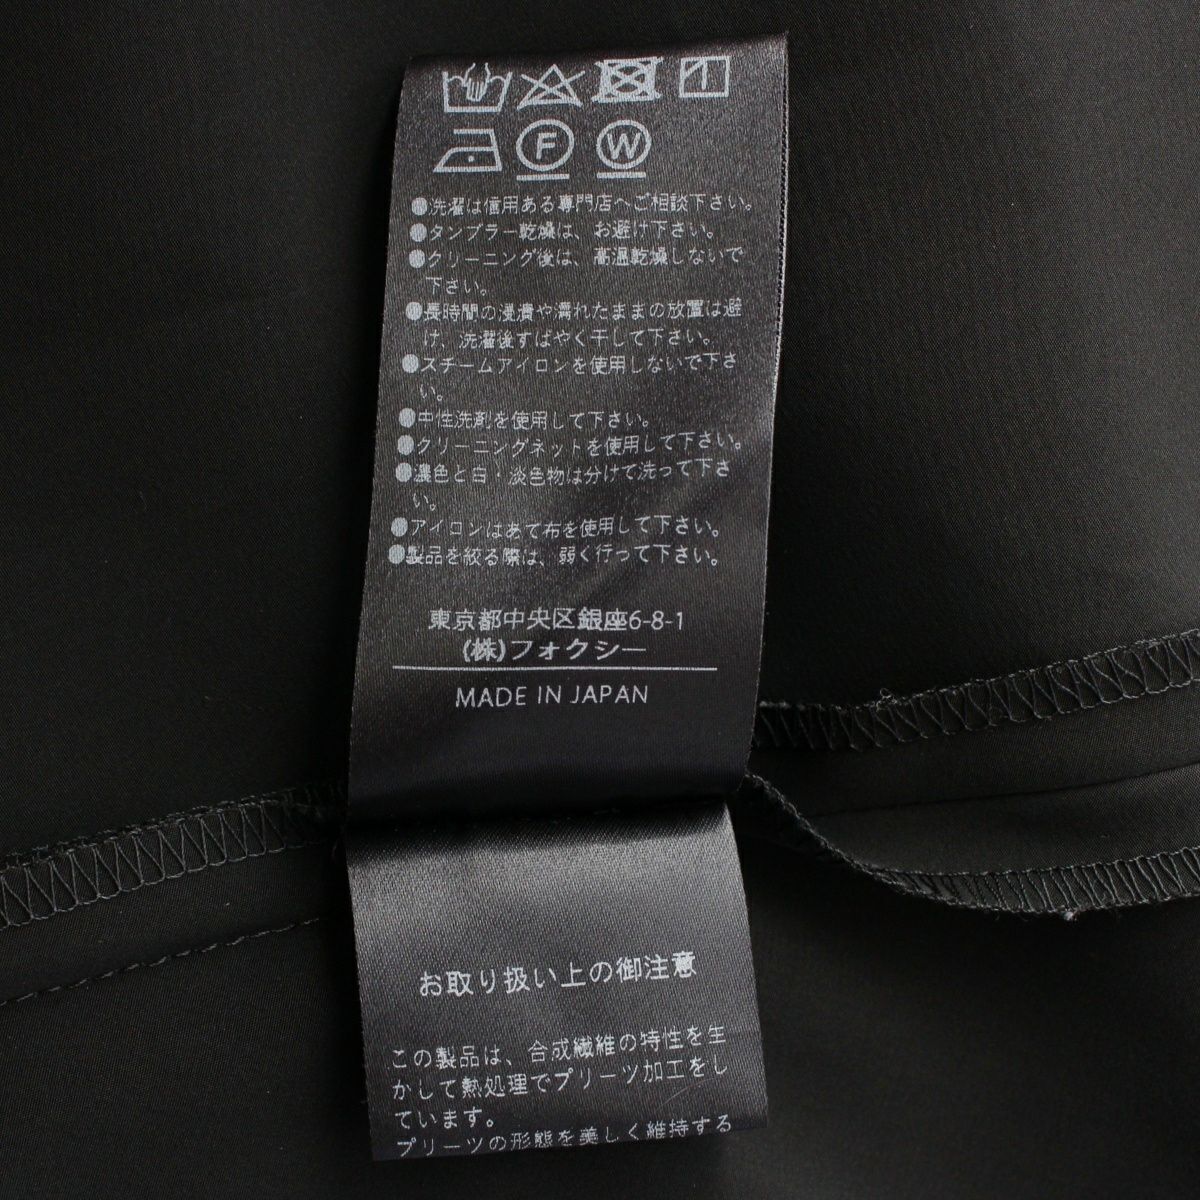 F W
●洗濯は信用ある専門店へご相談下さい。
●タンブラー乾燥は、お避け下さい。
●クリーニング後は、高温乾燥しないで
下さい。
●長時間の浸漬や濡れたままの放置は避
け、洗濯後すばやく干して下さい。
●スチームアイロンを使用しないで下さ
い。
●中性洗剤を使用して下さい。
●クリーニングネットを使用して下さい。
●濃色と白・淡色物は分けて洗って下さ
い。
●アイロンはあて布を使用して下さい。
●製品を絞る際は、弱く行って下さい。
東京都中央区銀座6-8-1
(株)フォクシー
MADE IN JAPAN
お取り扱い上の御注意
この製品は、合成繊維の特性を生
かして熱処理でプリーツ加工をし
ています。
プリーツの形態を美しく維持する